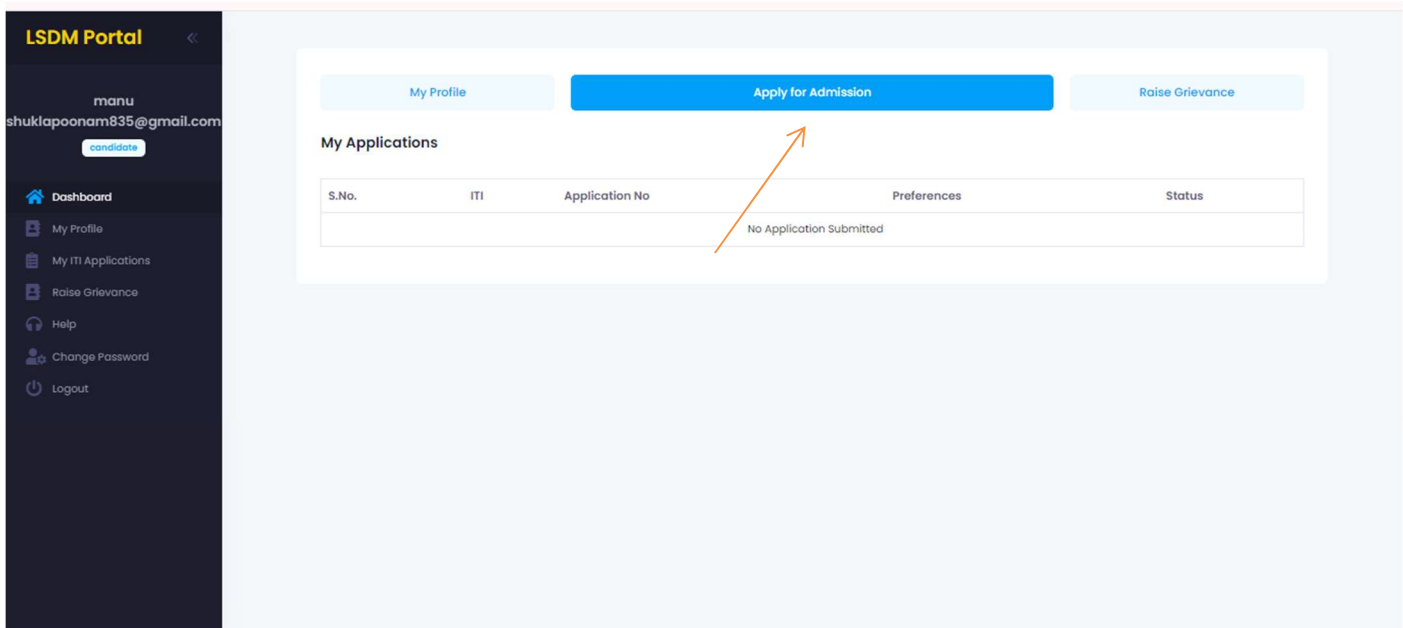 LSDM Portal
manu
shuklapoonam835@gmail.com
candidate
Dashboard
My Profile
My ITI Applications
Raise Grievance
Help
Change Password
Logout
My Profile
Apply for Admission
Raise Grievance
My Applications
S.No. ITI Application No Preferences Status
No Application Submitted